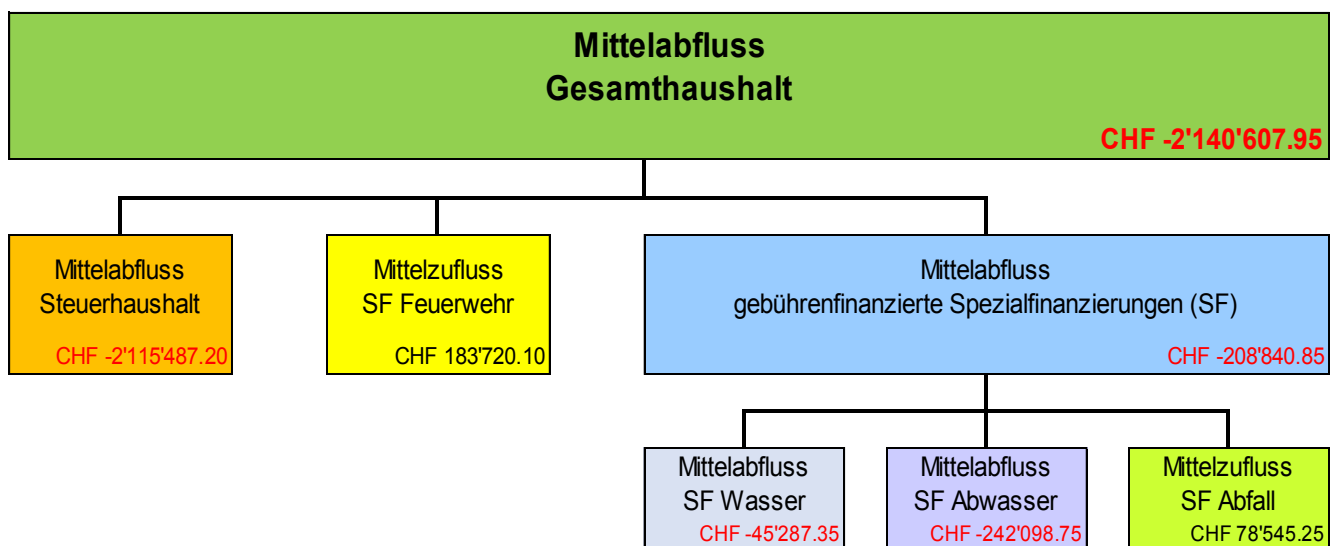 Mittelabfluss
Gesamthaushalt
CHF -2'140'607.95
Mittelabfluss
Steuerhaushalt
CHF -2'115'487.20
Mittelzufluss
SF Feuerwehr
CHF 183'720.10
Mittelabfluss
gebührenfinanzierte Spezialfinanzierungen (SF)
CHF -208'840.85
Mittelabfluss
SF Wasser
CHF -45'287.35
Mittelabfluss
SF Abwasser
CHF -242'098.75
Mittelzufluss
SF Abfall
CHF 78'545.25